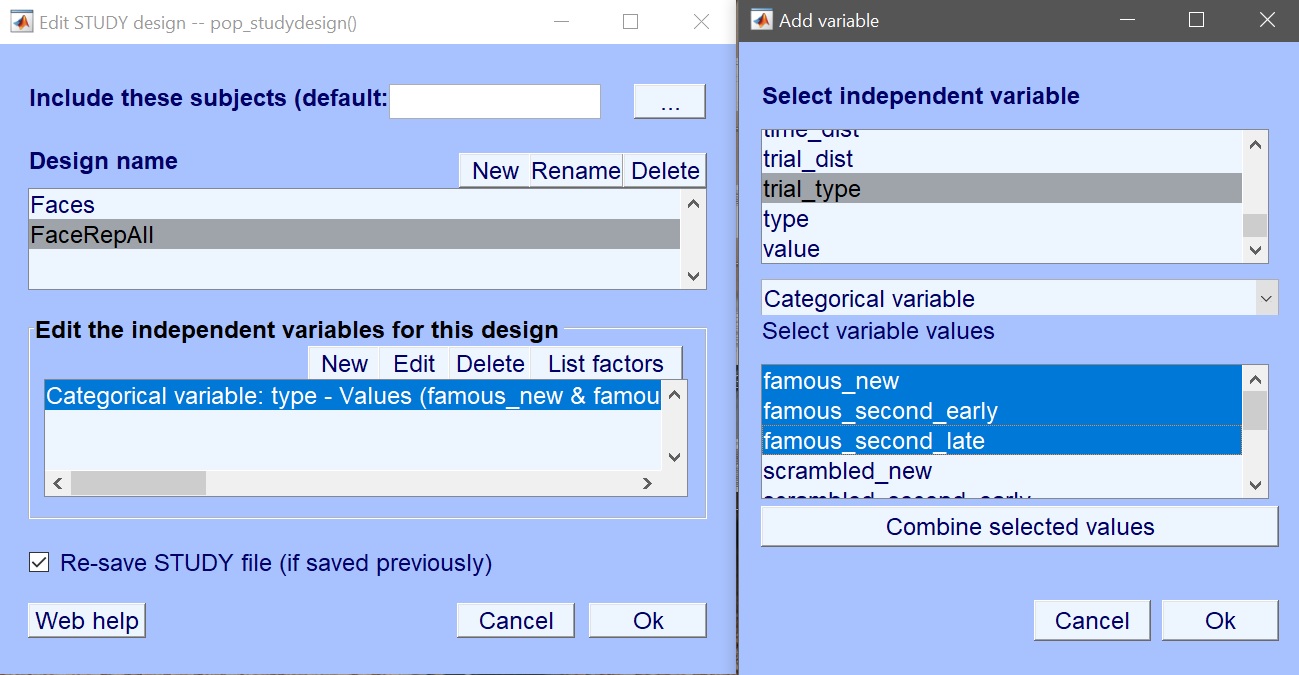 Edit STUDY design -- pop_studydesign()
Include these subjects (default:
...
Design name
New Rename Delete
Faces
FaceRepAll
Edit the independent variables for this design
New Edit Delete List factors
Categorical variable: type - Values (famous_new & famou
Re-save STUDY file (if saved previously)
Web help Cancel Ok
Add variable
Select independent variable
time_dist
trial_dist
trial_type
type
value
Categorical variable
Select variable values
famous_new
famous_second_early
famous_second_late
scrambled_new
scrambled_second_early
Combine selected values
Cancel Ok